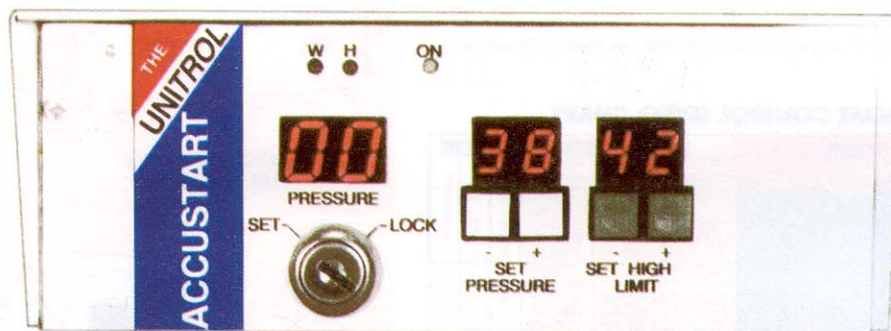 THE
UNITROL
ACCUSTART
W H ON
00
PRESSURE
SET LOCK
38
- +
SET
PRESSURE
42
- +
SET HIGH
LIMIT